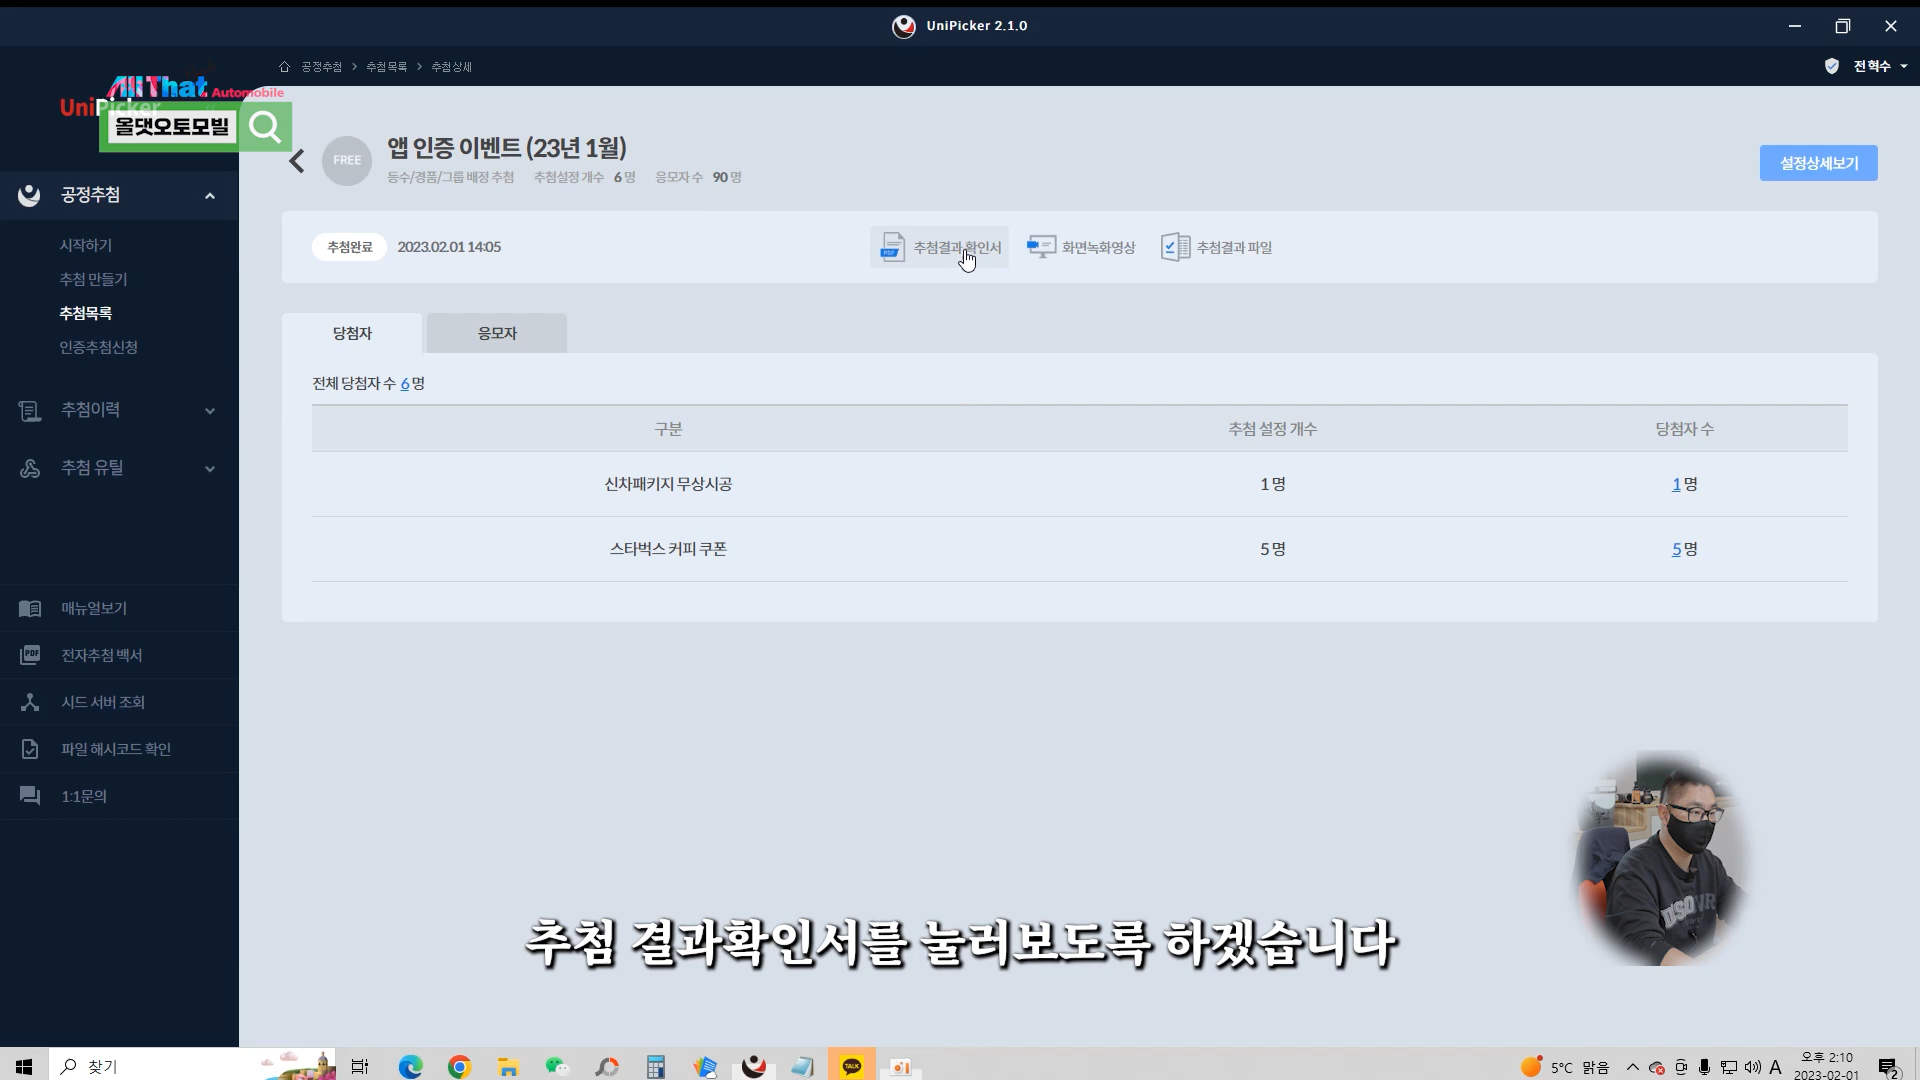 UniPicker 2.1.0
공정추첨 > 추첨목록 > 추첨상세
전혁수
All That Automobile
UniPicker
올댓오토모빌
FREE
앱 인증 이벤트 (23년 1월)
등수/경품/그룹 배정 추첨 추첨설정 개수 6 명 응모자 수 90 명
설정상세보기
공정추첨
시작하기
추첨 만들기
추첨목록
인증추첨신청
추첨이력
추첨 유틸
매뉴얼보기
PDF
전자추첨 백서
시드 서버 조회
파일 해시코드 확인
1:1문의
추첨완료 2023.02.01 14:05
PDF
추첨결과 확인서
화면녹화영상
추첨결과 파일
당첨자
응모자
전체 당첨자 수 6 명
구분 추첨 설정 개수 당첨자 수
신차패키지 무상시공 1 명 1 명
스타벅스 커피 쿠폰 5 명 5 명
추첨 결과확인서를 눌러보도록 하겠습니다
찾기
TALK
5°C 맑음
A
오후 2:10
2023-02-01
2